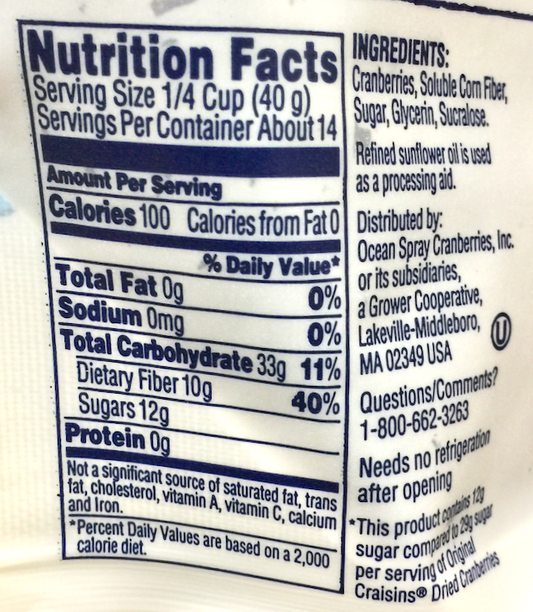 Nutrition Facts
Serving Size 1/4 Cup (40 g)
Servings Per Container About 14
Amount Per Serving
Calories 100 Calories from Fat 0
% Daily Value*
Total Fat 0g 0%
Sodium 0mg 0%
Total Carbohydrate 33g 11%
Dietary Fiber 10g 40%
Sugars 12g
Protein 0g
Not a significant source of saturated fat, trans
fat, cholesterol, vitamin A, vitamin C, calcium
and Iron.
*Percent Daily Values are based on a 2,000
calorie diet.
INGREDIENTS:
Cranberries, Soluble Corn Fiber,
Sugar, Glycerin, Sucralose.
Refined sunflower oil is used
as a processing aid.
Distributed by:
Ocean Spray Cranberries, Inc.
or its subsidiaries,
a Grower Cooperative,
Lakeville-Middleboro,
MA 02349 USA
U
Questions/Comments?
1-800-662-3263
Needs no refrigeration
after opening
*This product contains 12g
sugar compared to 29g sugar
per serving of Original
Craisins® Dried Cranberries